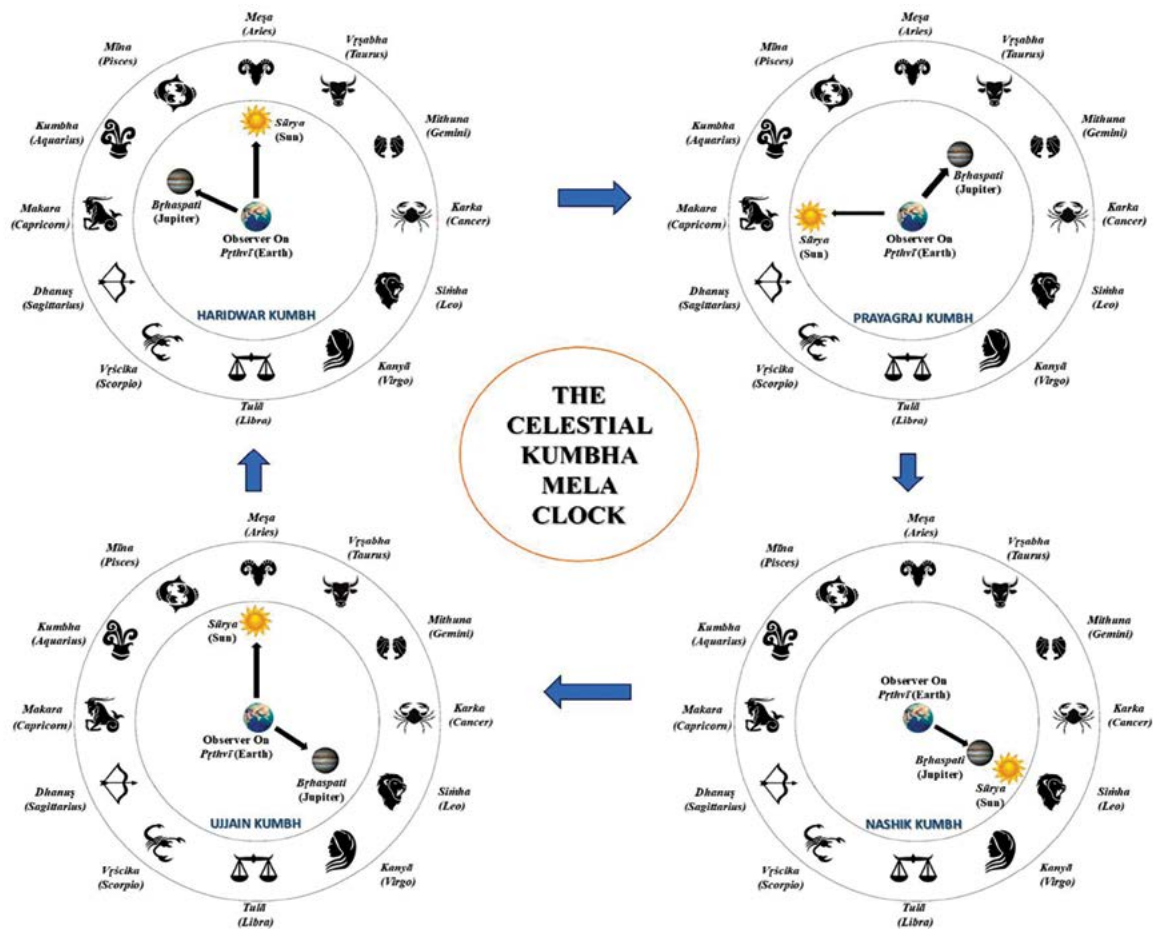 Meṣa
(Aries)
Vṛṣabha
(Taurus)
Mithuna
(Gemini)
Karka
(Cancer)
Siṁha
(Leo)
Kanyā
(Virgo)
Tulā
(Libra)
Vṛścika
(Scorpio)
Dhanuṣ
(Sagittarius)
Makara
(Capricorn)
Kumbha
(Aquarius)
Mīna
(Pisces)
Sūrya
(Sun)
Bṛhaspati
(Jupiter)
Observer On
Pṛthvī (Earth)
HARIDWAR KUMBH
Meṣa
(Aries)
Vṛṣabha
(Taurus)
Mithuna
(Gemini)
Karka
(Cancer)
Siṁha
(Leo)
Kanyā
(Virgo)
Tulā
(Libra)
Vṛścika
(Scorpio)
Dhanuṣ
(Sagittarius)
Makara
(Capricorn)
Kumbha
(Aquarius)
Mīna
(Pisces)
Bṛhaspati
(Jupiter)
Sūrya
(Sun)
Observer On
Pṛthvī (Earth)
PRAYAGRAJ KUMBH
THE
CELESTIAL
KUMBHA
MELA
CLOCK
Meṣa
(Aries)
Vṛṣabha
(Taurus)
Mithuna
(Gemini)
Karka
(Cancer)
Siṁha
(Leo)
Kanyā
(Virgo)
Tulā
(Libra)
Vṛścika
(Scorpio)
Dhanuṣ
(Sagittarius)
Makara
(Capricorn)
Kumbha
(Aquarius)
Mīna
(Pisces)
Sūrya
(Sun)
Observer On
Pṛthvī (Earth)
Bṛhaspati
(Jupiter)
UJJAIN KUMBH
Meṣa
(Aries)
Vṛṣabha
(Taurus)
Mithuna
(Gemini)
Karka
(Cancer)
Siṁha
(Leo)
Kanyā
(Virgo)
Tulā
(Libra)
Vṛścika
(Scorpio)
Dhanuṣ
(Sagittarius)
Makara
(Capricorn)
Kumbha
(Aquarius)
Mīna
(Pisces)
Observer On
Pṛthvī (Earth)
Bṛhaspati
(Jupiter)
Sūrya
(Sun)
NASHIK KUMBH